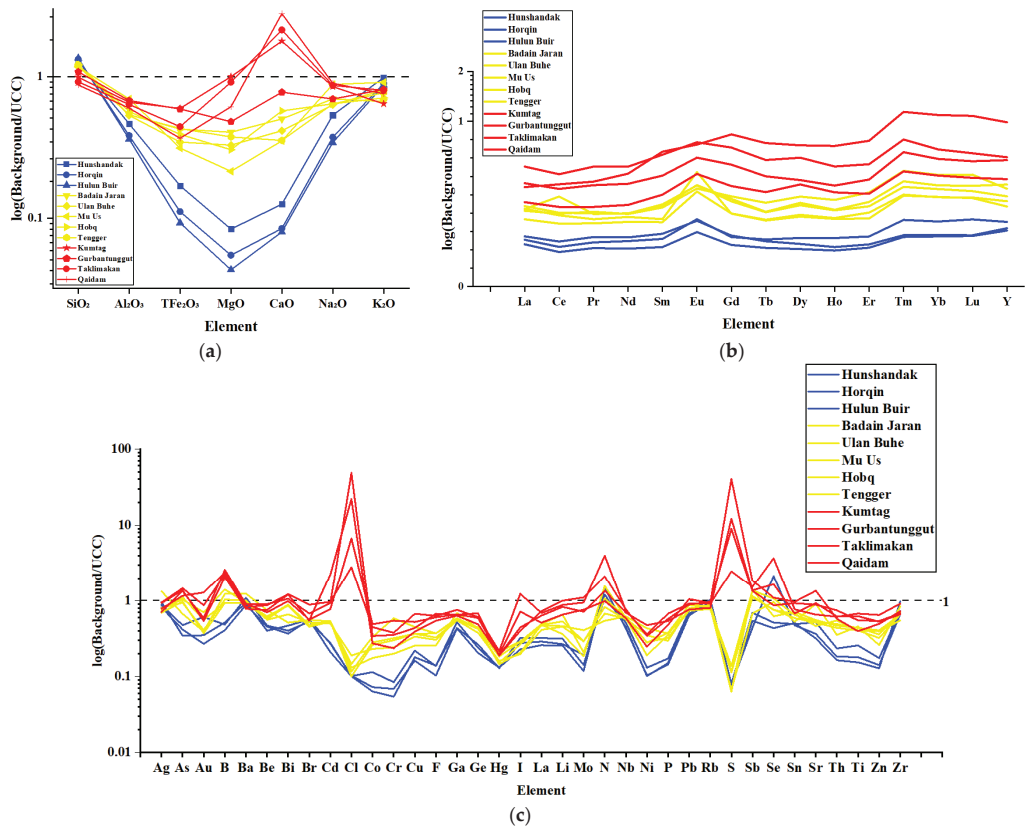 (a)
log(Background/UCC)
1
0.1
Hunshandak
Horqin
Hulun Buir
Badain Jaran
Ulan Buhe
Mu Us
Hobq
Tengger
Kumtag
Gurbantunggut
Taklimakan
Qaidam
SiO₂ Al₂O₃ TFe₂O₃ MgO CaO Na₂O K₂O
Element
(a)
(b)
log(Background/UCC)
2
1
0
Hunshandak
Horqin
Hulun Buir
Badain Jaran
Ulan Buhe
Mu Us
Hobq
Tengger
Kumtag
Gurbantunggut
Taklimakan
Qaidam
La Ce Pr Nd Sm Eu Gd Tb Dy Ho Er Tm Yb Lu Y
Element
(b)
Hunshandak
Horqin
Hulun Buir
Badain Jaran
Ulan Buhe
Mu Us
Hobq
Tengger
Kumtag
Gurbantunggut
Taklimakan
Qaidam
log(Background/UCC)
100
10
1
0.1
0.01
1
Ag As Au B Ba Be Bi Br Cd Cl Co Cr Cu F Ga Ge Hg I La Li Mo N Nb Ni P Pb Rb S Sb Se Sn Sr Th Ti Zn Zr
Element
(c)